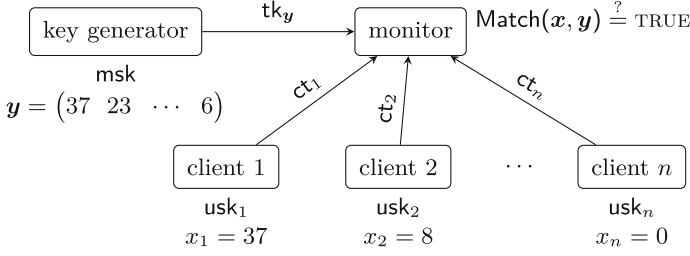 key generator
tk_y
monitor
Match(x, y) ≟ TRUE
msk
y = (37 23 ⋯ 6)
ct_1
ct_2
ct_n
client 1
client 2
⋯
client n
usk_1
usk_2
usk_n
x_1 = 37
x_2 = 8
x_n = 0